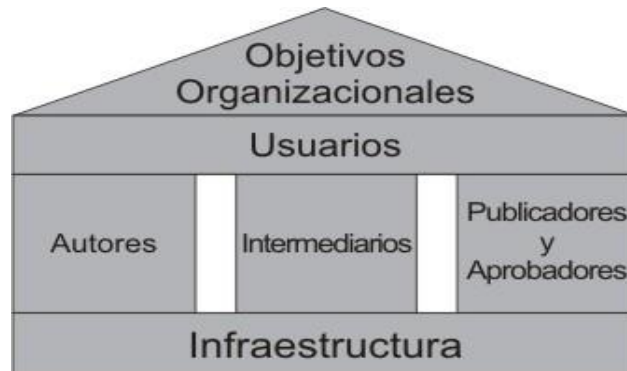 Objetivos
Organizacionales
Usuarios
Autores
Intermediarios
Publicadores
y
Aprobadores
Infraestructura